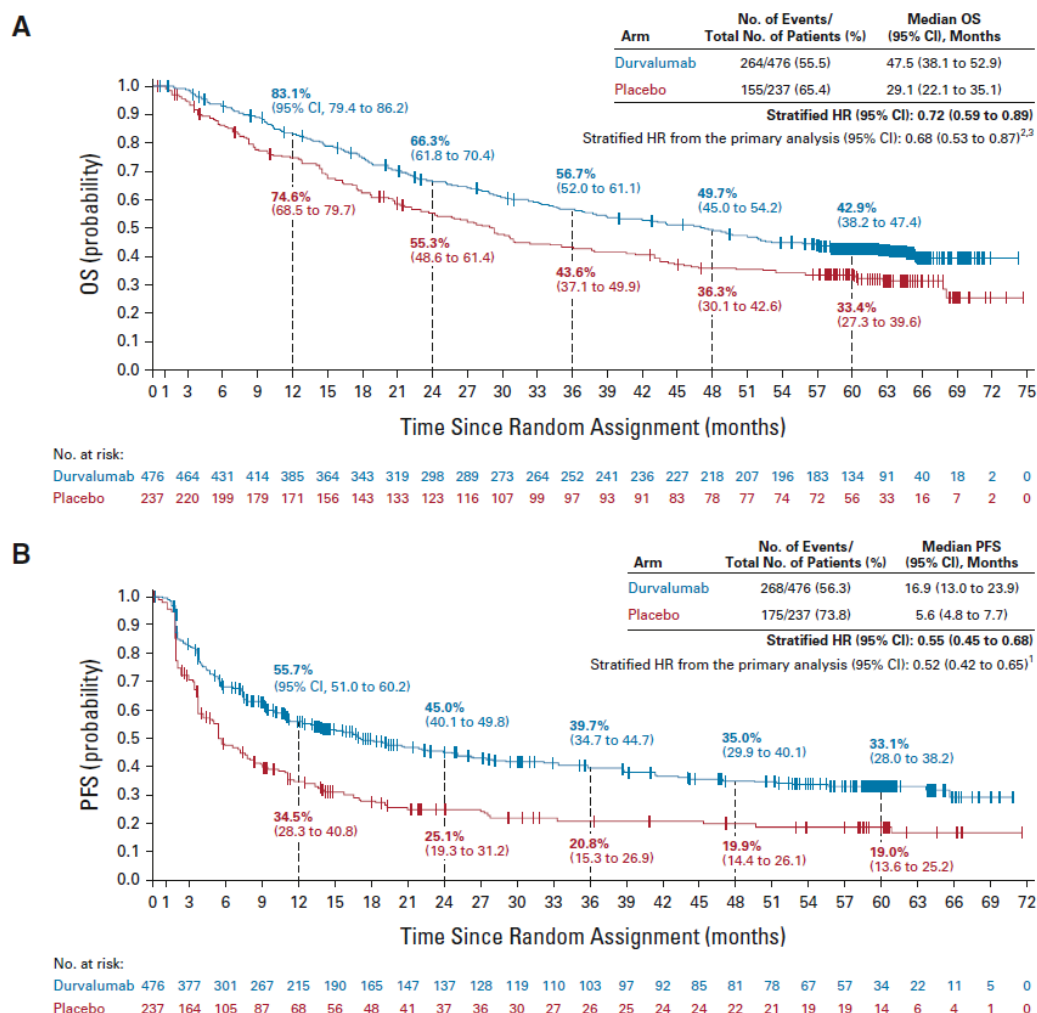 A
Arm No. of Events/ Total No. of Patients (%) Median OS (95% CI), Months
Durvalumab 264/476 (55.5) 47.5 (38.1 to 52.9)
Placebo 155/237 (65.4) 29.1 (22.1 to 35.1)
Stratified HR (95% CI): 0.72 (0.59 to 0.89)
Stratified HR from the primary analysis (95% CI): 0.68 (0.53 to 0.87)2,3
OS (probability)
1.0
0.9
0.8
0.7
0.6
0.5
0.4
0.3
0.2
0.1
0.0
83.1%
(95% CI, 79.4 to 86.2)
66.3%
(61.8 to 70.4)
56.7%
(52.0 to 61.1)
49.7%
(45.0 to 54.2)
42.9%
(38.2 to 47.4)
74.6%
(68.5 to 79.7)
55.3%
(48.6 to 61.4)
43.6%
(37.1 to 49.9)
36.3%
(30.1 to 42.6)
33.4%
(27.3 to 39.6)
0 1 3 6 9 12 15 18 21 24 27 30 33 36 39 42 45 48 51 54 57 60 63 66 69 72 75
Time Since Random Assignment (months)
No. at risk:
Durvalumab 476 464 431 414 385 364 343 319 298 289 273 264 252 241 236 227 218 207 196 183 134 91 40 18 2 0
Placebo 237 220 199 179 171 156 143 133 123 116 107 99 97 93 91 83 78 77 74 72 56 33 16 7 2 0
B
Arm No. of Events/ Total No. of Patients (%) Median PFS (95% CI), Months
Durvalumab 268/476 (56.3) 16.9 (13.0 to 23.9)
Placebo 175/237 (73.8) 5.6 (4.8 to 7.7)
Stratified HR (95% CI): 0.55 (0.45 to 0.68)
Stratified HR from the primary analysis (95% CI): 0.52 (0.42 to 0.65)1
PFS (probability)
1.0
0.9
0.8
0.7
0.6
0.5
0.4
0.3
0.2
0.1
0.0
55.7%
(95% CI, 51.0 to 60.2)
45.0%
(40.1 to 49.8)
39.7%
(34.7 to 44.7)
35.0%
(29.9 to 40.1)
33.1%
(28.0 to 38.2)
34.5%
(28.3 to 40.8)
25.1%
(19.3 to 31.2)
20.8%
(15.3 to 26.9)
19.9%
(14.4 to 26.1)
19.0%
(13.6 to 25.2)
0 1 3 6 9 12 15 18 21 24 27 30 33 36 39 42 45 48 51 54 57 60 63 66 69 72
Time Since Random Assignment (months)
No. at risk:
Durvalumab 476 377 301 267 215 190 165 147 137 128 119 110 103 97 92 85 81 78 67 57 34 22 11 5 0
Placebo 237 164 105 87 68 56 48 41 37 36 30 27 26 25 24 24 22 21 19 19 14 6 4 1 0